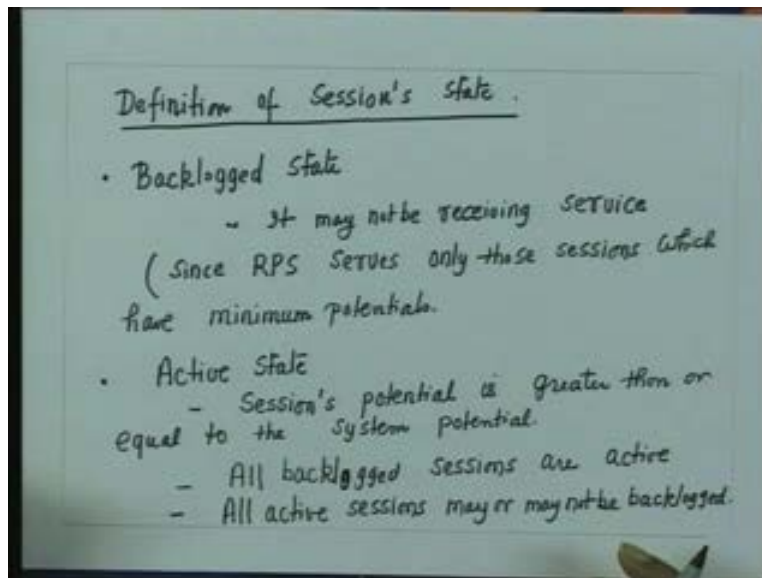 Definition of Session's state.
• Backlogged state
- It may not be receiving service
(since RPS serves only those sessions which
have minimum potentials.
• Active state
- Session's potential is greater than or
equal to the system potential.
- All backlogged sessions are active
- All active sessions may or may not be backlogged.